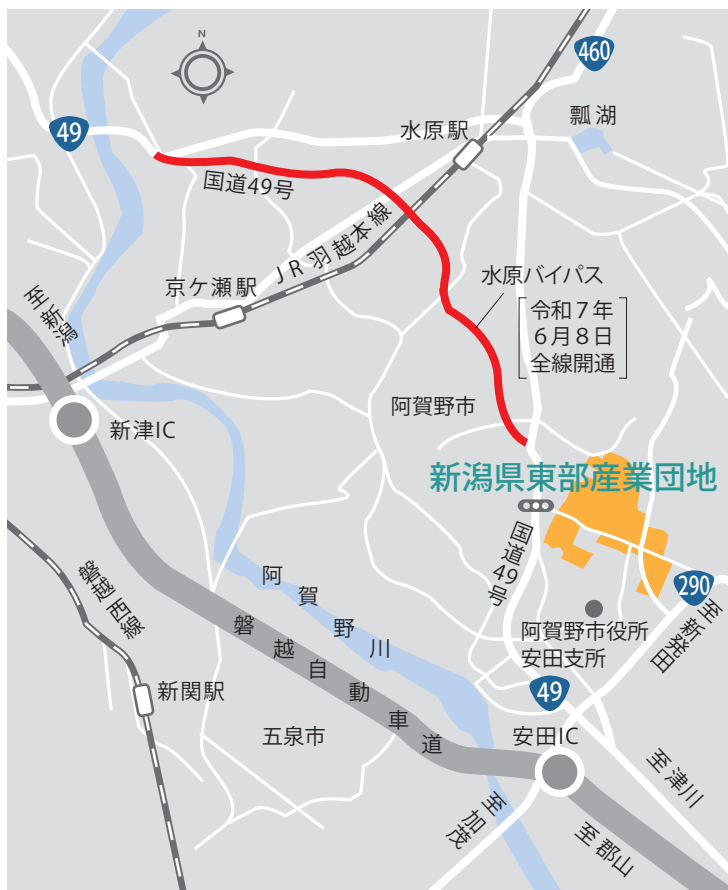 N
460
49
水原駅
瓢湖
国道49号
JR羽越本線
京ケ瀬駅
水原バイパス
令和7年
6月8日
全線開通
至新潟
阿賀野市
新津IC
新潟県東部産業団地
国道49号
阿賀野川
磐越西線
磐越自動車道
290
至新発田
阿賀野市役所
安田支所
新関駅
49
五泉市
安田IC
至津川
至加茂
至郡山